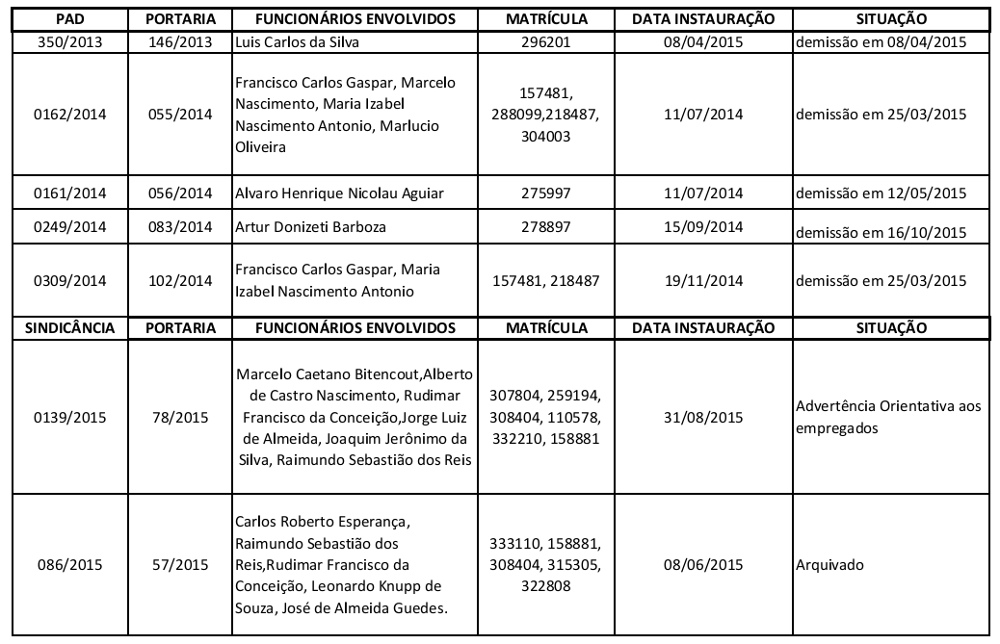 PAD PORTARIA FUNCIONÁRIOS ENVOLVIDOS MATRÍCULA DATA INSTAURAÇÃO SITUAÇÃO
350/2013 146/2013 Luis Carlos da Silva 296201 08/04/2015 demissão em 08/04/2015
0162/2014 055/2014
Francisco Carlos Gaspar, Marcelo
Nascimento, Maria Izabel
Nascimento Antonio, Marlucio
Oliveira
157481,
288099,218487,
304003
11/07/2014 demissão em 25/03/2015
0161/2014 056/2014 Alvaro Henrique Nicolau Aguiar 275997 11/07/2014 demissão em 12/05/2015
0249/2014 083/2014 Artur Donizeti Barboza 278897 15/09/2014 demissão em 16/10/2015
0309/2014 102/2014
Francisco Carlos Gaspar, Maria
Izabel Nascimento Antonio
157481, 218487 19/11/2014 demissão em 25/03/2015
SINDICÂNCIA PORTARIA FUNCIONÁRIOS ENVOLVIDOS MATRÍCULA DATA INSTAURAÇÃO SITUAÇÃO
0139/2015 78/2015
Marcelo Caetano Bitencout,Alberto
de Castro Nascimento, Rudimar
Francisco da Conceição,Jorge Luiz
de Almeida, Joaquim Jerônimo da
Silva, Raimundo Sebastião dos Reis
307804, 259194,
308404, 110578,
332210, 158881
31/08/2015
Advertência Orientativa aos
empregados
086/2015 57/2015
Carlos Roberto Esperança,
Raimundo Sebastião dos
Reis,Rudimar Francisco da
Conceição, Leonardo Knupp de
Souza, José de Almeida Guedes.
333110, 158881,
308404, 315305,
322808
08/06/2015 Arquivado